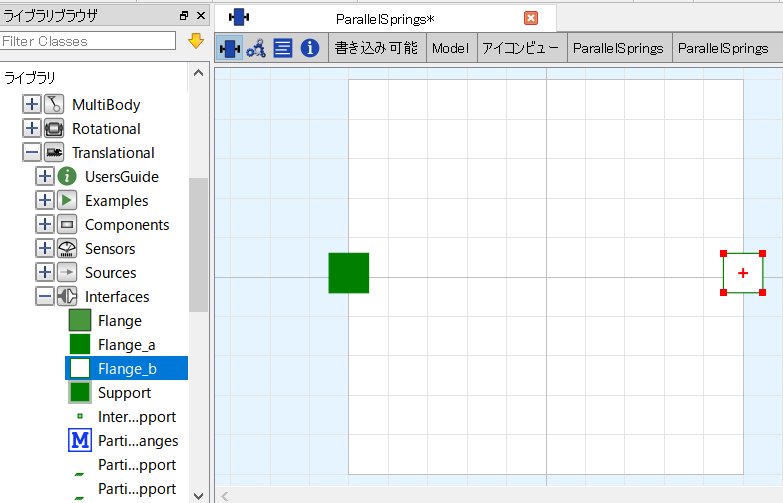 ライブラリブラウザ
ParallelSprings*
Filter Classes
書き込み可能
Model
アイコンビュー
ParallelSprings
ParallelSprings
ライブラリ
MultiBody
Rotational
Translational
UsersGuide
Examples
Components
Sensors
Sources
Interfaces
Flange
Flange_a
Flange_b
Support
Inter...pport
Parti...anges
Parti...pport
Parti...pport